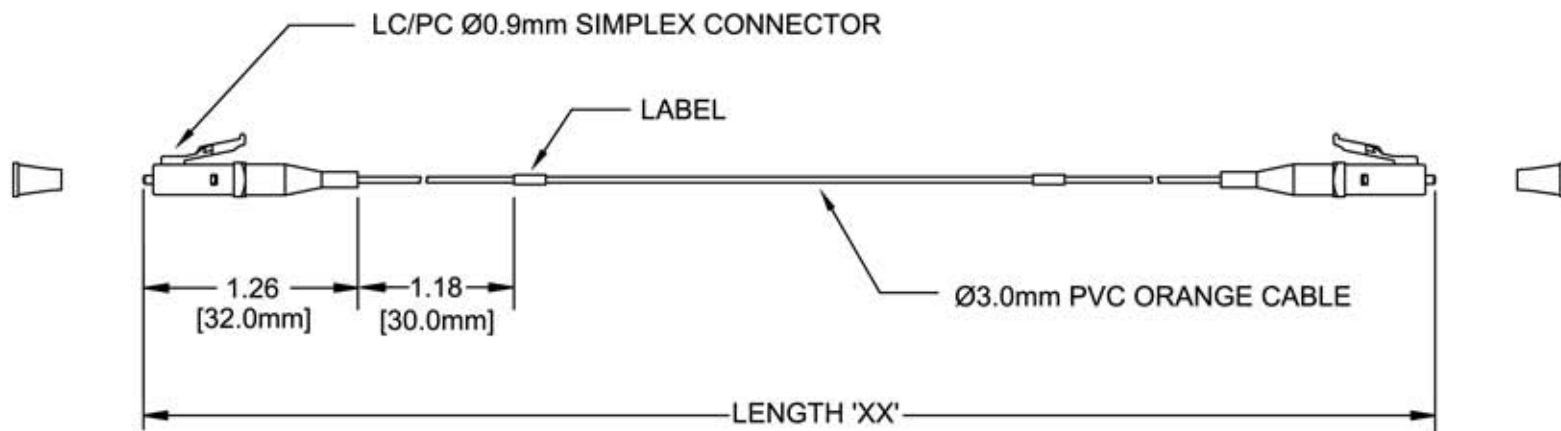 LC/PC Ø0.9mm SIMPLEX CONNECTOR
LABEL
1.26
[32.0mm]
1.18
[30.0mm]
Ø3.0mm PVC ORANGE CABLE
LENGTH 'XX'